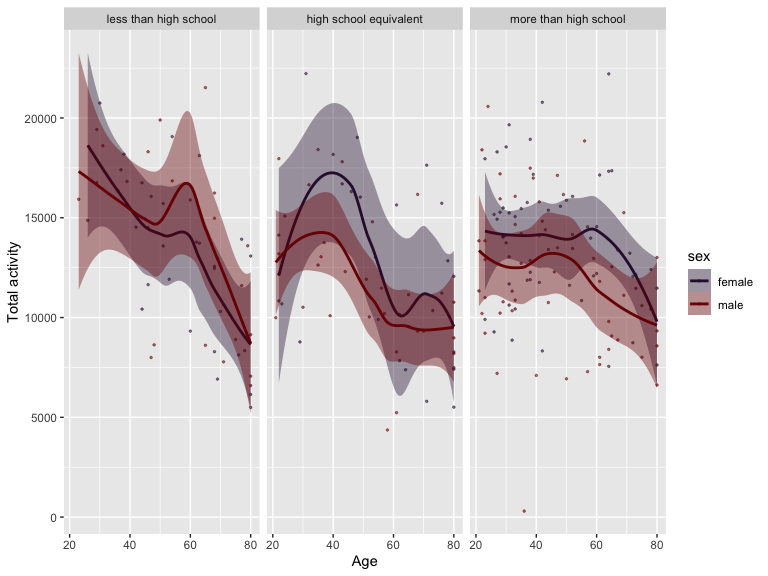 less than high school
high school equivalent
more than high school
Total activity
20000
15000
10000
5000
0
20 40 60 80
20 40 60 80
20 40 60 80
Age
sex
female
male